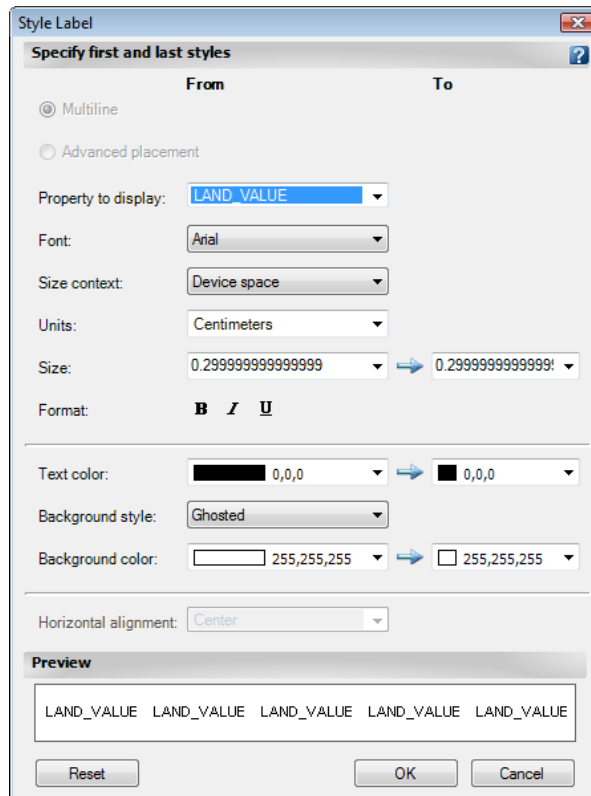 Style Label
Specify first and last styles
?
From To
Multiline
Advanced placement
Property to display: LAND_VALUE
Font: Arial
Size context: Device space
Units: Centimeters
Size: 0.299999999999999 0.299999999999999
Format: B I U
Text color: 0,0,0 0,0,0
Background style: Ghosted
Background color: 255,255,255 255,255,255
Horizontal alignment: Center
Preview
LAND_VALUE LAND_VALUE LAND_VALUE LAND_VALUE LAND_VALUE
Reset OK Cancel